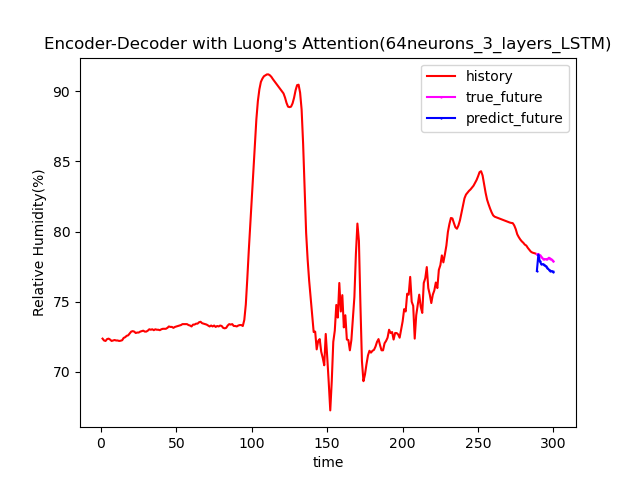 Encoder-Decoder with Luong's Attention(64neurons_3_layers_LSTM)
history
true_future
predict_future
Relative Humidity(%)
90
85
80
75
70
0 50 100 150 200 250 300
time